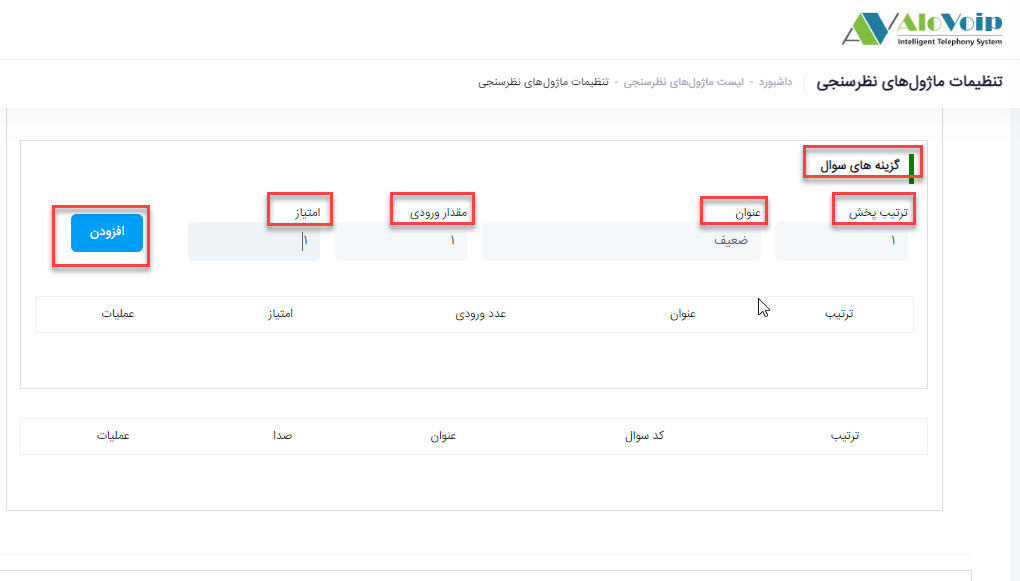 AloVoip
Intelligent Telephony System
تنظیمات ماژول‌های نظرسنجی
داشبورد - لیست ماژول‌های نظرسنجی - تنظیمات ماژول‌های نظرسنجی
گزینه های سوال
ترتیب پخش عنوان مقدار ورودی امتیاز
۱ ضعیف ۱ ۱ افزودن
ترتیب عنوان عدد ورودی امتیاز عملیات
ترتیب کد سوال عنوان صدا عملیات